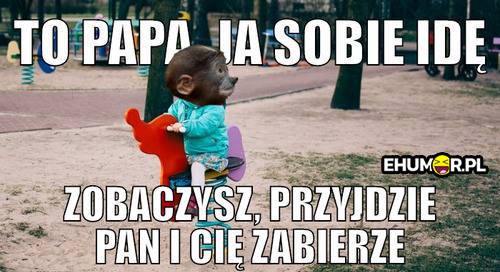 TO PAPA, JA SOBIE IDĘ
EHUMOR.PL
ZOBACZYSZ, PRZYJDZIE
PAN I CIĘ ZABIERZE